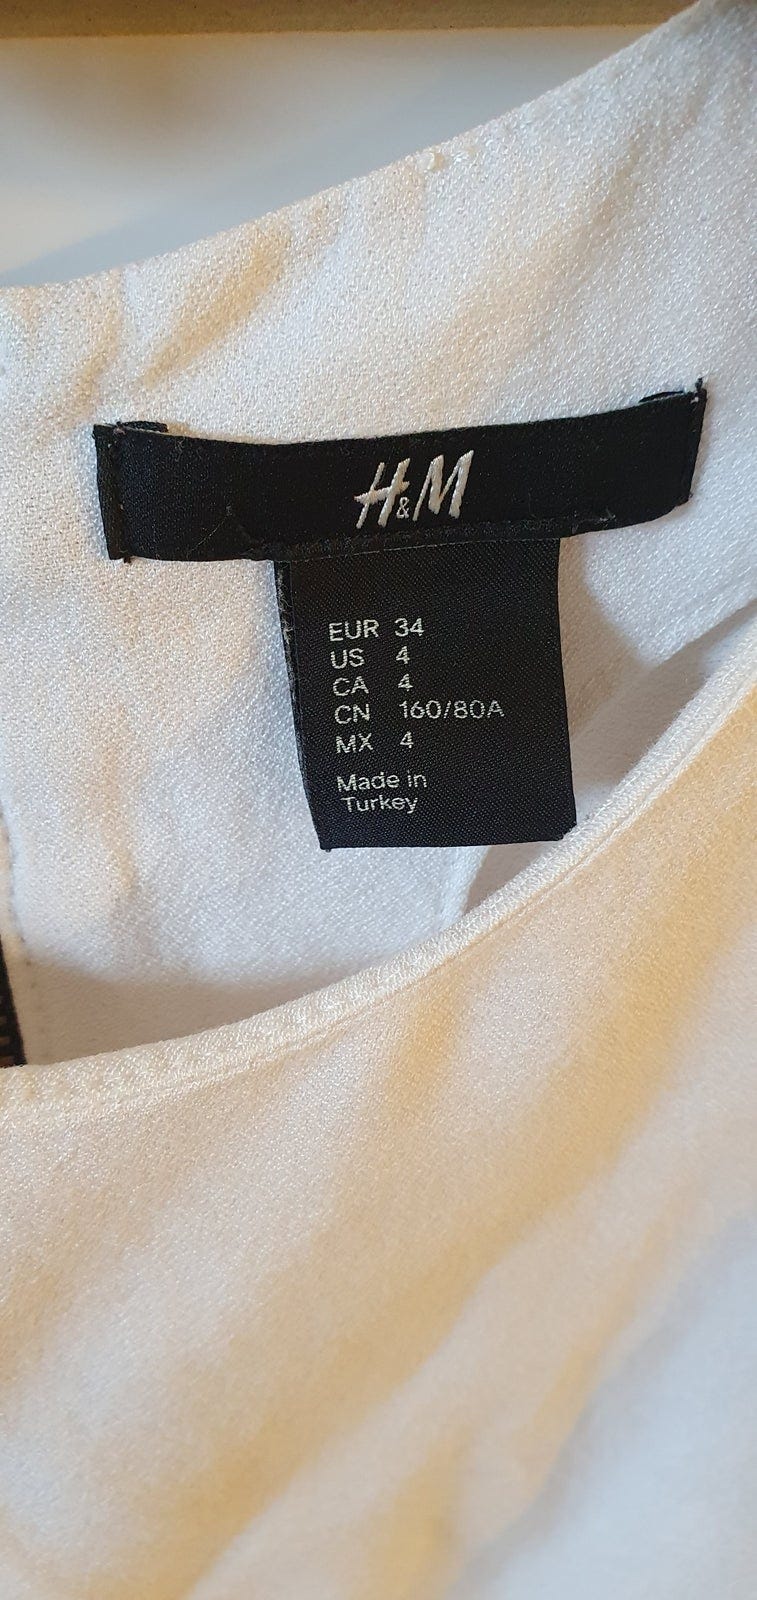 H&M
EUR 34
US 4
CA 4
CN 160/80A
MX 4
Made in
Turkey